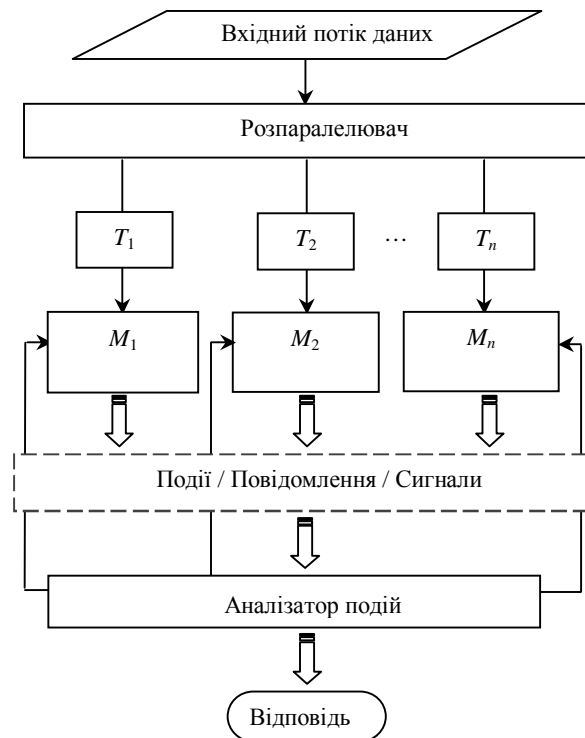 Вхідний потік даних
Розпаралелювач
T1 T2 … Tn
M1 M2 Mn
Події / Повідомлення / Сигнали
Аналізатор подій
Відповідь